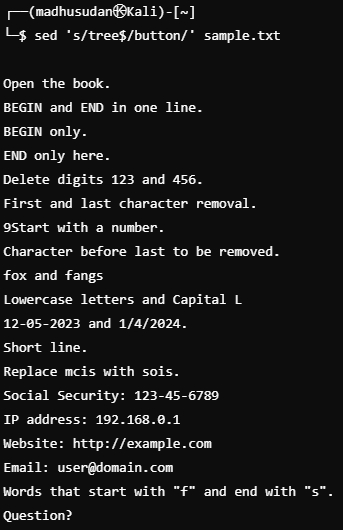 ┌──(madhusudan㉿Kali)-[~]
└─$ sed 's/tree$/button/' sample.txt

Open the book.
BEGIN and END in one line.
BEGIN only.
END only here.
Delete digits 123 and 456.
First and last character removal.
9Start with a number.
Character before last to be removed.
fox and fangs
Lowercase letters and Capital L
12-05-2023 and 1/4/2024.
Short line.
Replace mcis with sois.
Social Security: 123-45-6789
IP address: 192.168.0.1
Website: http://example.com
Email: user@domain.com
Words that start with "f" and end with "s".
Question?